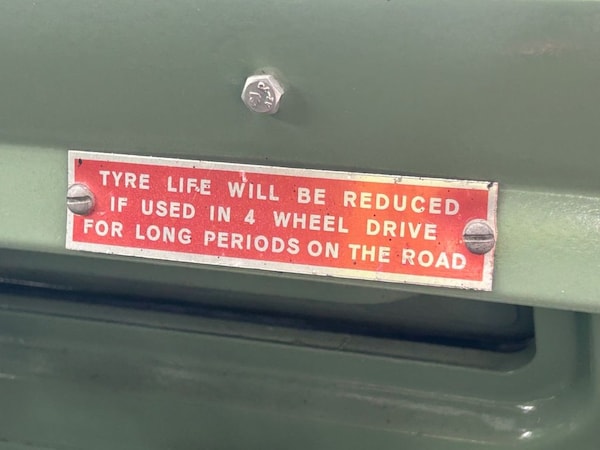 TYRE LIFE WILL BE REDUCED
IF USED IN 4 WHEEL DRIVE
FOR LONG PERIODS ON THE ROAD